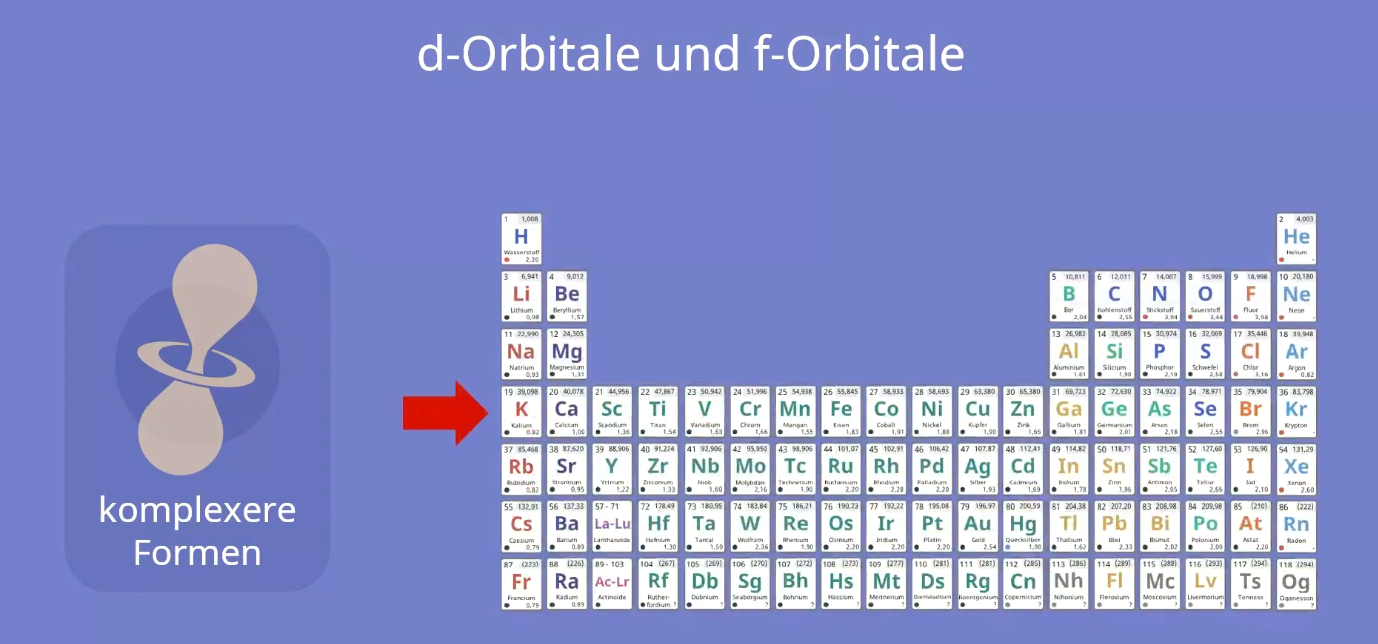 d-Orbitale und f-Orbitale
1 1,008 2 4,003
H He
Wasserstoff Helium
2,20 -
3 6,941 4 9,012 5 10,811 6 12,011 7 14,007 8 15,999 9 18,998 10 20,180
Li Be B C N O F Ne
Lithium Beryllium Bor Kohlenstoff Stickstoff Sauerstoff Fluor Neon
0,98 1,57 2,04 2,55 3,04 3,44 3,98 -
11 22,990 12 24,305 13 26,982 14 28,085 15 30,974 16 32,069 17 35,446 18 39,948
Na Mg Al Si P S Cl Ar
Natrium Magnesium Aluminium Silicium Phosphor Schwefel Chlor Argon
0,93 1,31 1,61 1,90 2,19 2,58 3,16 0,82
19 39,098 20 40,078 21 44,956 22 47,867 23 50,942 24 51,996 25 54,938 26 55,845 27 58,933 28 58,693 29 63,380 30 65,380 31 69,723 32 72,630 33 74,922 34 78,971 35 79,904 36 83,798
K Ca Sc Ti V Cr Mn Fe Co Ni Cu Zn Ga Ge As Se Br Kr
Kalium Calcium Scandium Titan Vanadium Chrom Mangan Eisen Cobalt Nickel Kupfer Zink Gallium Germanium Arsen Selen Brom Krypton
0,82 1,00 1,36 1,54 1,63 1,66 1,55 1,83 1,91 1,88 1,90 1,65 1,81 2,01 2,18 2,55 2,96 -
37 85,468 38 87,620 39 88,906 40 91,224 41 92,906 42 95,950 43 98,906 44 101,07 45 102,91 46 106,42 47 107,87 48 112,41 49 114,82 50 118,71 51 121,76 52 127,60 53 126,90 54 131,29
Rb Sr Y Zr Nb Mo Tc Ru Rh Pd Ag Cd In Sn Sb Te I Xe
Rubidium Strontium Yttrium Zirconium Niob Molybdän Technetium Ruthenium Rhodium Palladium Silber Cadmium Indium Zinn Antimon Tellur Iod Xenon
0,82 0,95 1,22 1,33 1,60 2,16 1,90 2,20 2,28 2,20 1,93 1,69 1,78 1,96 2,05 2,10 2,60
55 132,91 56 137,33 57 - 71 72 178,49 73 180,95 74 183,84 75 186,21 76 190,23 77 192,22 78 195,08 79 196,97 80 200,59 81 204,38 82 207,20 83 208,98 84 209,98 85 (210) 86 (222)
Cs Ba La-Lu Hf Ta W Re Os Ir Pt Au Hg Tl Pb Bi Po At Rn
Caesium Barium Lanthanoide Hafnium Tantal Wolfram Rhenium Osmium Iridium Platin Gold Quecksilber Thallium Blei Bismut Polonium Astat Radon
0,79 0,89 1,30 1,50 2,36 1,90 2,20 2,20 2,20 2,54 1,90 1,62 2,33 2,02 2,00 2,20 -
87 (223) 88 (226) 89 - 103 104 (267) 105 (269) 106 (270) 107 (272) 108 (273) 109 (277) 110 (281) 111 (281) 112 (285) 113 (286) 114 (289) 115 (288) 116 (293) 117 (294) 118 (294)
Fr Ra Ac-Lr Rf Db Sg Bh Hs Mt Ds Rg Cn Nh Fl Mc Lv Ts Og
Francium Radium Actinoide Ruther- Dubnium Seaborgium Bohrium Hassium Meitnerium Darmstadtium Roentgenium Copernicium Nihonium Flerovium Moscovium Livermorium Tenness Oganesson
0,79 0,89 fordium ? ? ? ? ? ? ? ? ? ? ? ? ? ? ?
komplexere
Formen